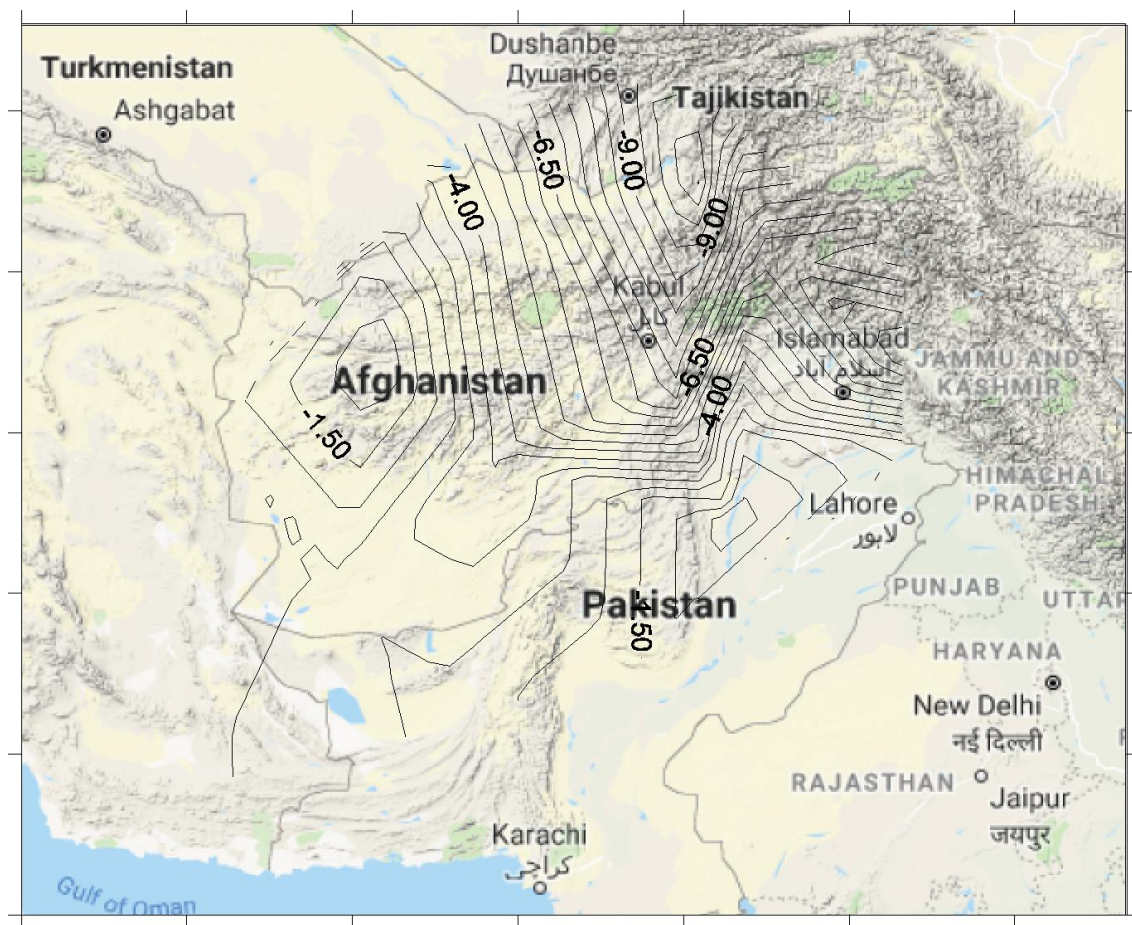 Dushanbe
Душанбе
Turkmenistan
Tajikistan
Ashgabat
-6.50
-9.00
-4.00
-9.00
Kabul
کابل
Islamabad
اسلام آباد
JAMMU AND
KASHMIR
-6.50
Afghanistan
-4.00
-1.50
HIMACHAL
PRADESH
Lahore
لاہور
PUNJAB
UTTAR
Pakistan
-1.50
HARYANA
New Delhi
नई दिल्ली
RAJASTHAN
Jaipur
जयपुर
Karachi
کراچی
Gulf of Oman